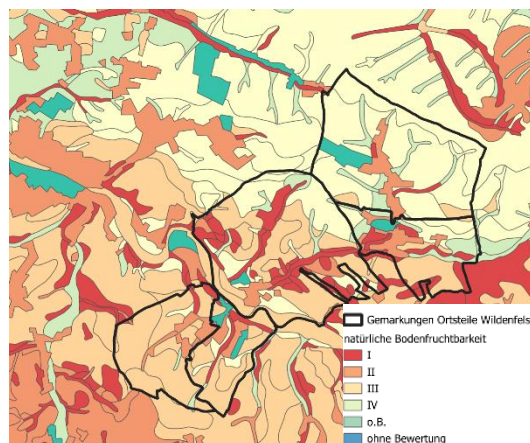 Gemarkungen Ortsteile Wildenfels
natürliche Bodenfruchtbarkeit
I
II
III
IV
o.B.
ohne Bewertung